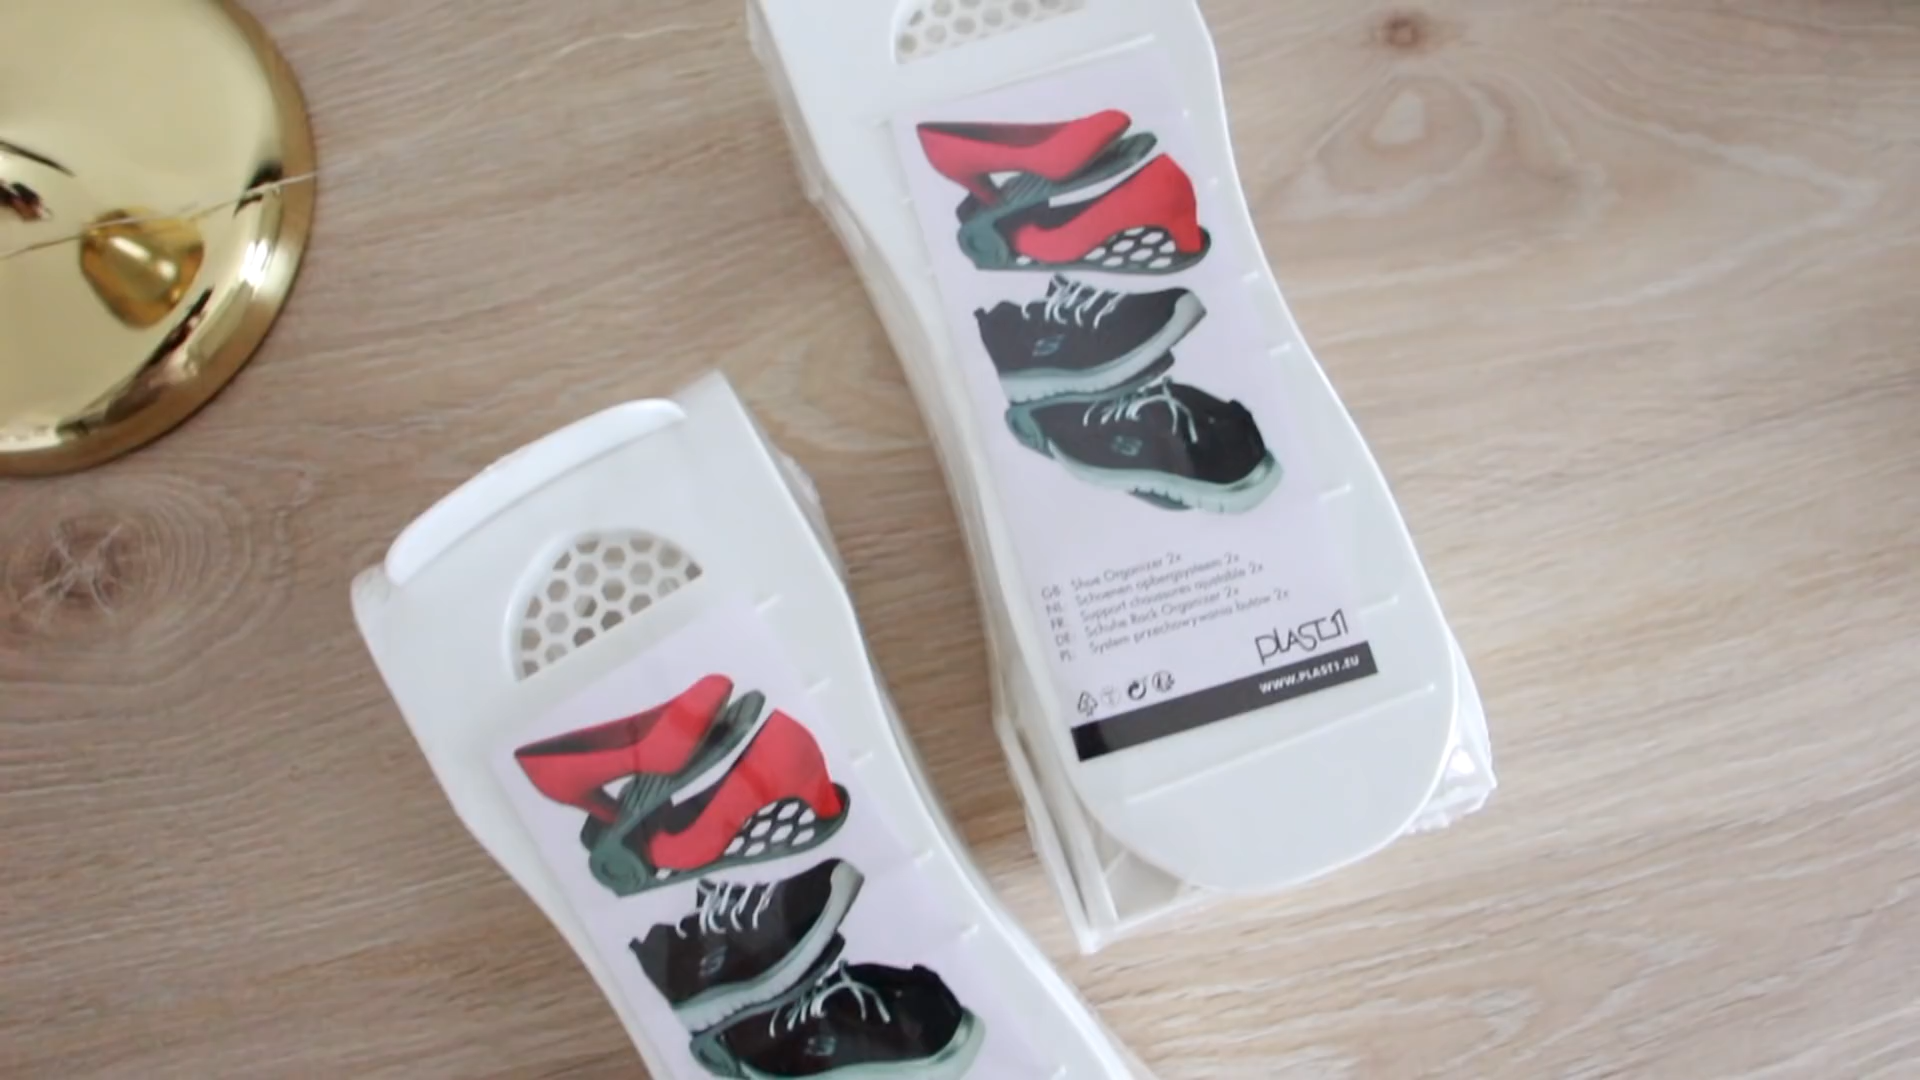 GB: Shoe Organizer 2x
NL: Schoenen opbergsysteem 2x
FR: Support chaussures ajustable 2x
DE: Schuhe Rack Organizer 2x
PL: System przechowywania butów 2x
PLAST1
WWW.PLAST1.EU